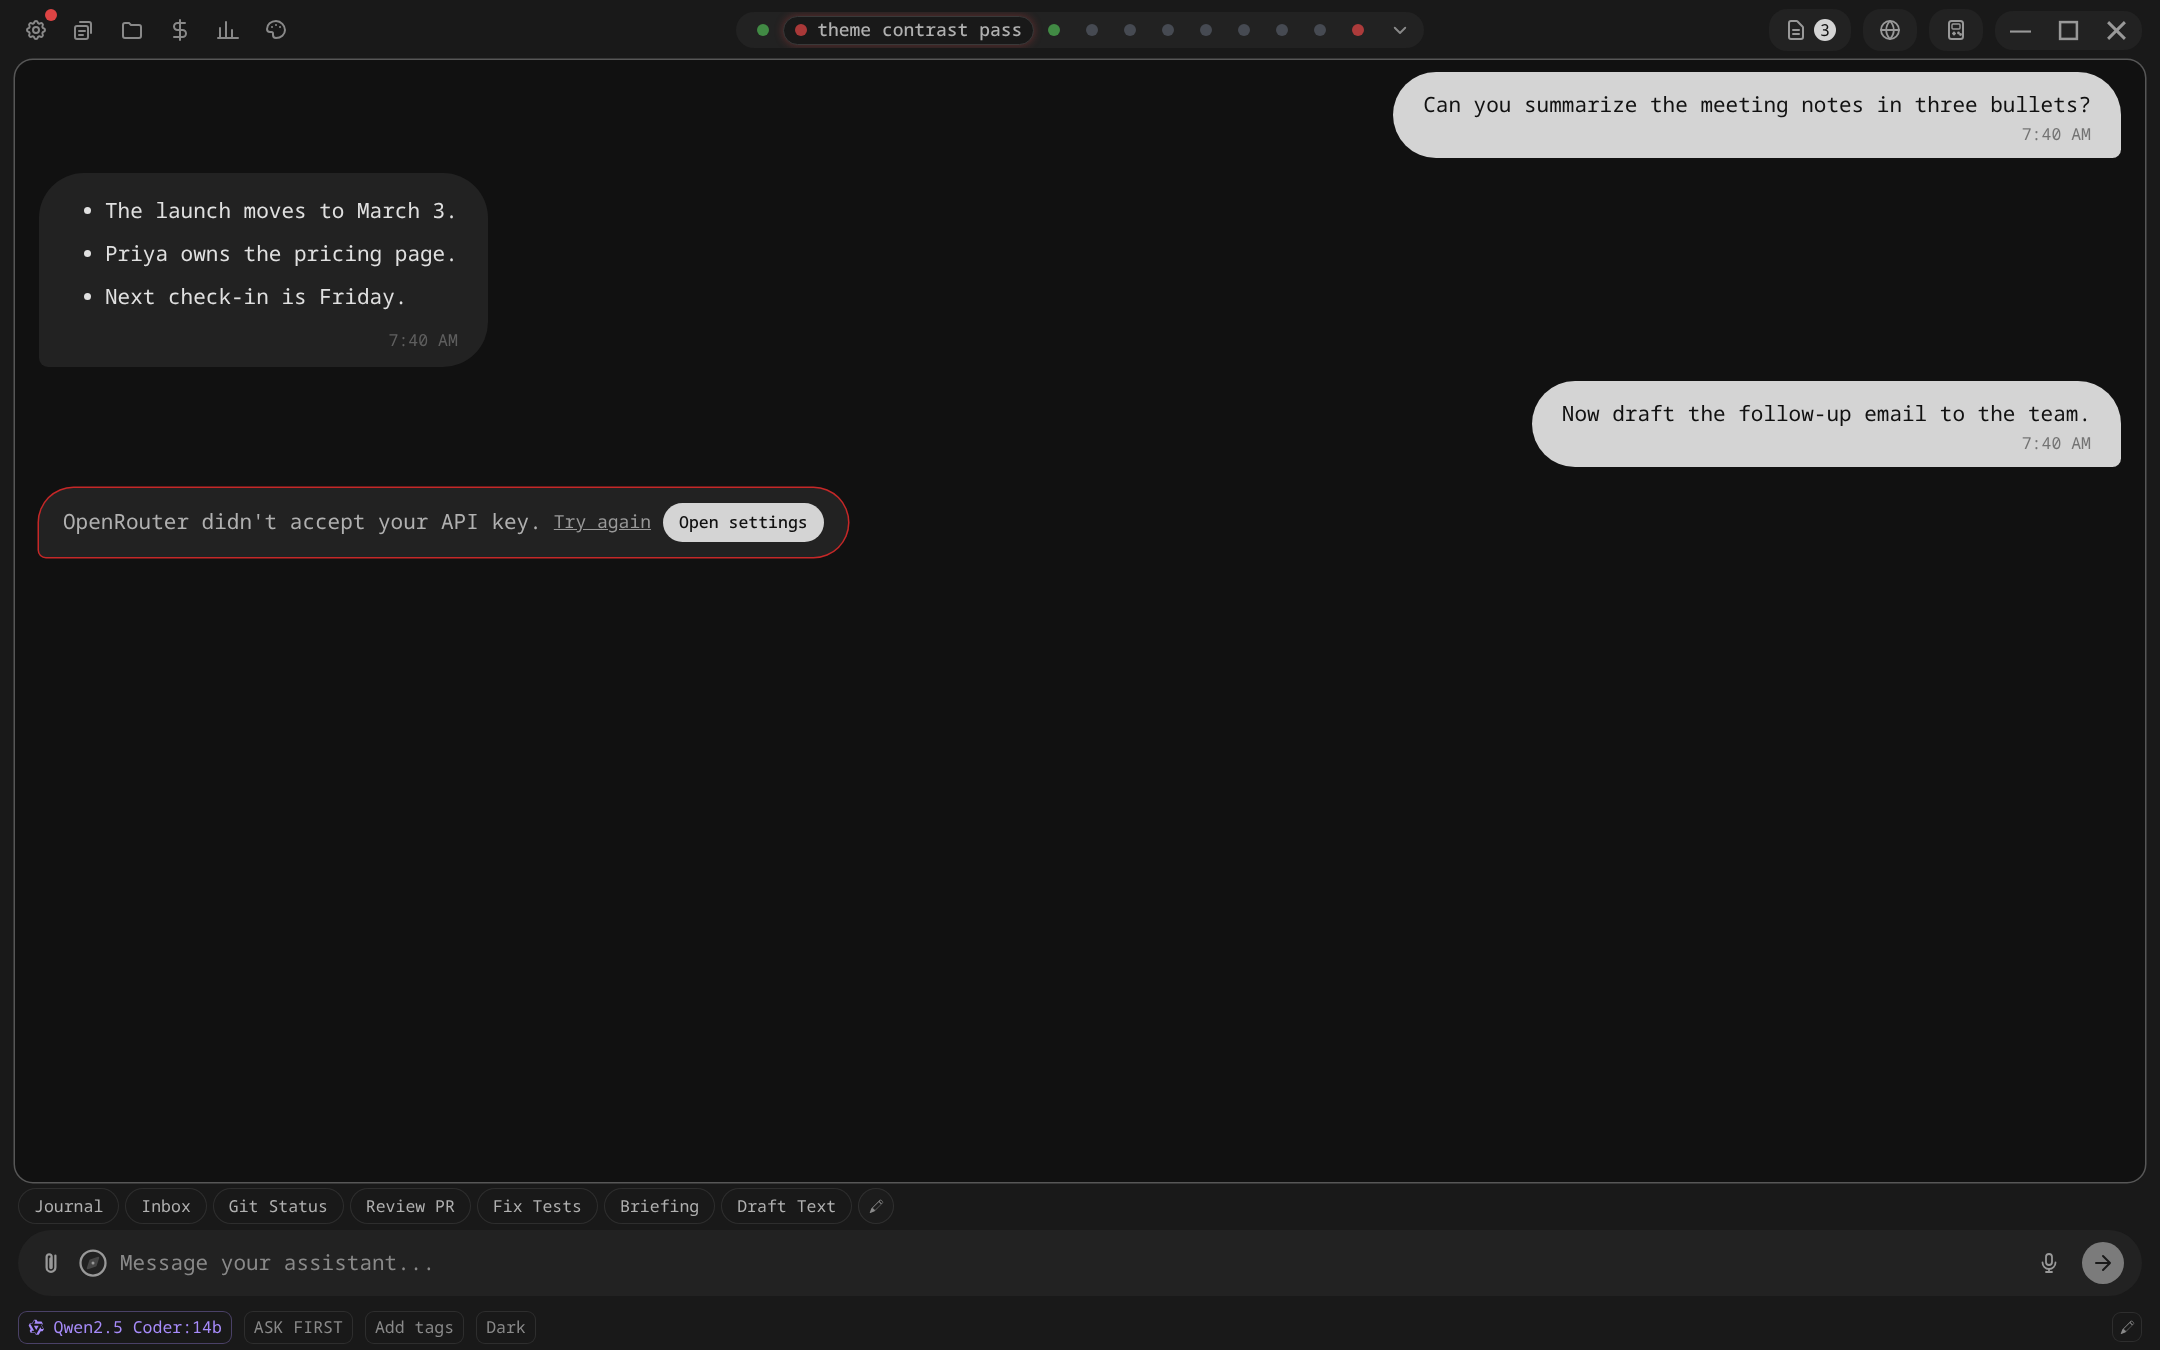 theme contrast pass
3
Can you summarize the meeting notes in three bullets?
7:40 AM
• The launch moves to March 3.
• Priya owns the pricing page.
• Next check-in is Friday.
7:40 AM
Now draft the follow-up email to the team.
7:40 AM
OpenRouter didn't accept your API key. Try again Open settings
Journal Inbox Git Status Review PR Fix Tests Briefing Draft Text
Message your assistant...
Qwen2.5 Coder:14b ASK FIRST Add tags Dark